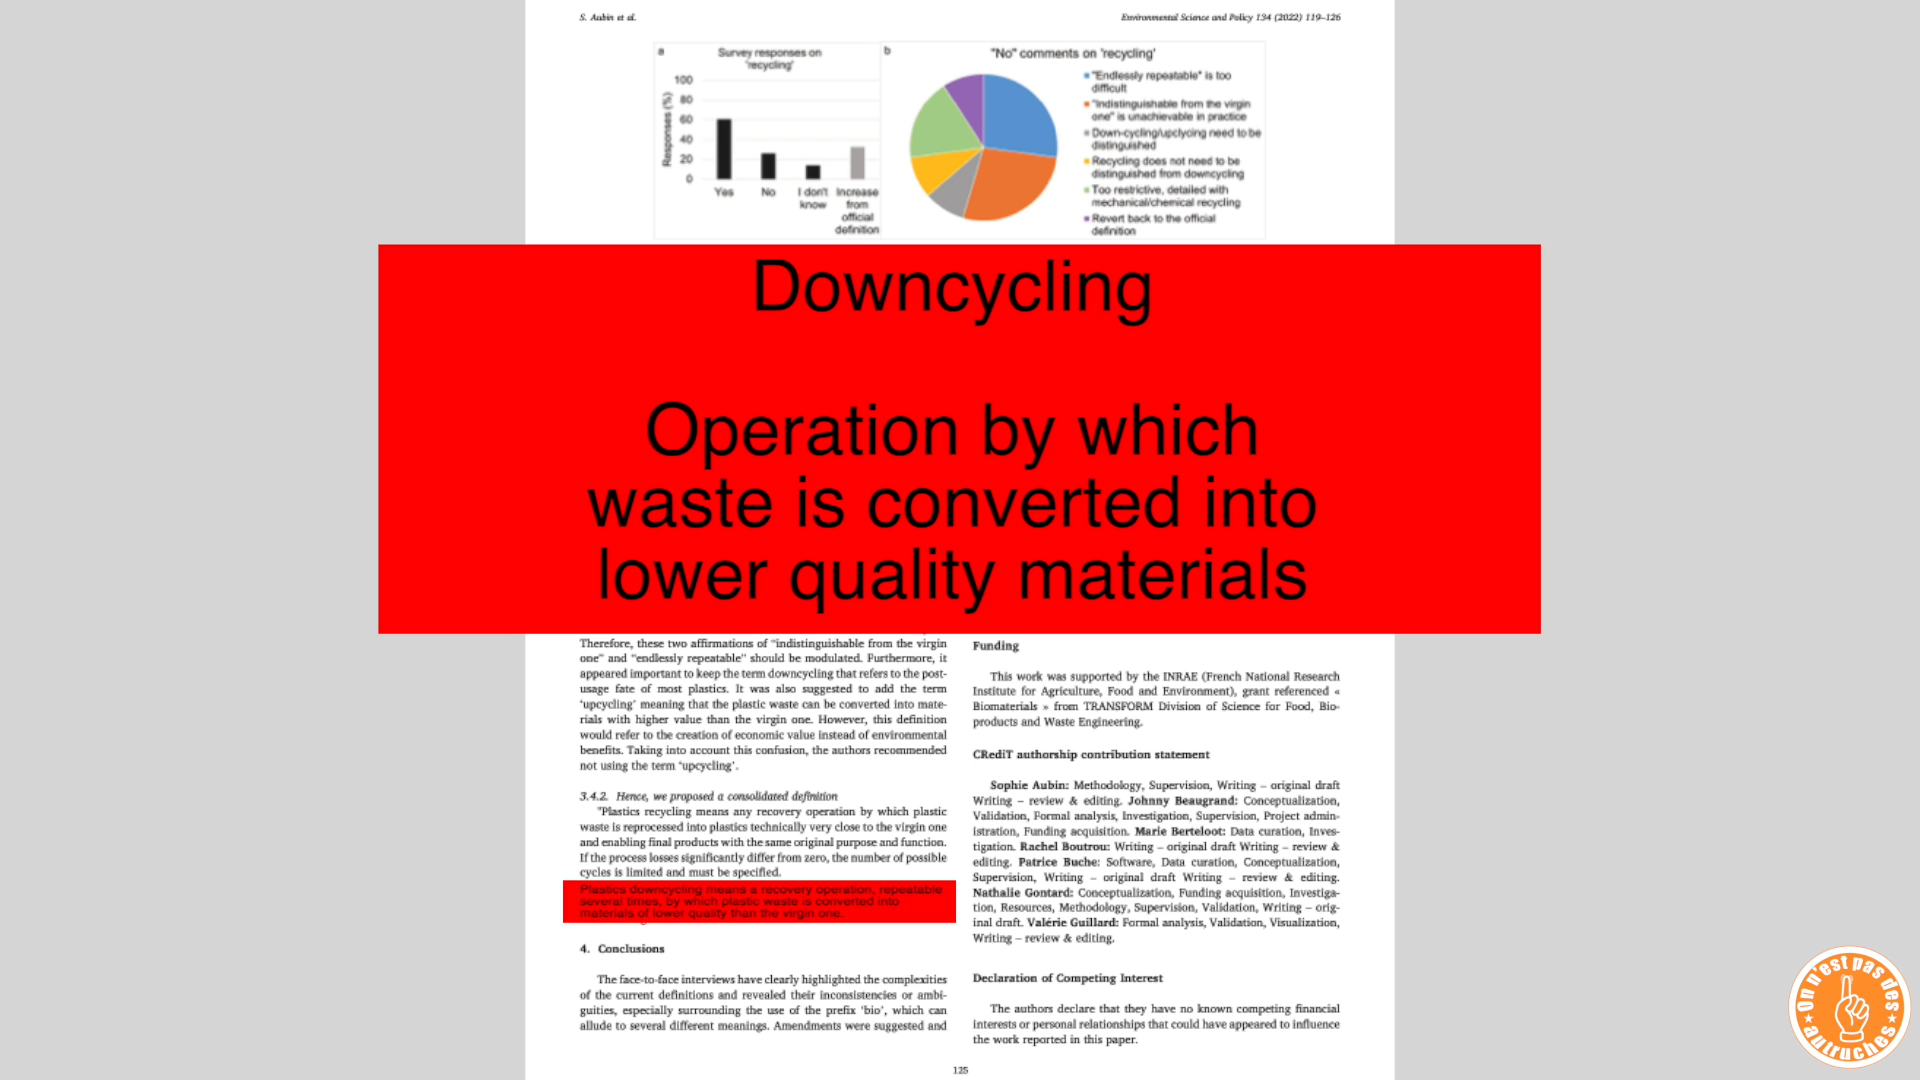 S. Aubin et al.
Environmental Science and Policy 134 (2022) 119–126
a
Survey responses on
'recycling'
100
80
60
40
20
0
Responses (%)
Yes
No
I don't
know
Increase
from
official
definition
b
"No" comments on 'recycling'
"Endlessly repeatable" is too
difficult
"Indistinguishable from the virgin
one" is unachievable in practice
Down-cycling/upclycing need to be
distinguished
Recycling does not need to be
distinguished from downcycling
Too restrictive, detailed with
mechanical/chemical recycling
Revert back to the official
definition
Downcycling
Operation by which
waste is converted into
lower quality materials
Therefore, these two affirmations of "indistinguishable from the virgin
one" and "endlessly repeatable" should be modulated. Furthermore, it
appeared important to keep the term downcycling that refers to the post-
usage fate of most plastics. It was also suggested to add the term
'upcycling' meaning that the plastic waste can be converted into mate-
rials with higher value than the virgin one. However, this definition
would refer to the creation of economic value instead of environmental
benefits. Taking into account this confusion, the authors recommended
not using the term 'upcycling'.
3.4.2. Hence, we proposed a consolidated definition
"Plastics recycling means any recovery operation by which plastic
waste is reprocessed into plastics technically very close to the virgin one
and enabling final products with the same original purpose and function.
If the process losses significantly differ from zero, the number of possible
cycles is limited and must be specified.
Plastics downcycling means a recovery operation, repeatable
several times, by which plastic waste is converted into
materials of lower quality than the virgin one.
4. Conclusions
The face-to-face interviews have clearly highlighted the complexities
of the current definitions and revealed their inconsistencies or ambi-
guities, especially surrounding the use of the prefix 'bio', which can
allude to several different meanings. Amendments were suggested and
Funding
This work was supported by the INRAE (French National Research
Institute for Agriculture, Food and Environment), grant referenced «
Biomaterials » from TRANSFORM Division of Science for Food, Bio-
products and Waste Engineering.
CRediT authorship contribution statement
Sophie Aubin: Methodology, Supervision, Writing – original draft
Writing – review & editing. Johnny Beaugrand: Conceptualization,
Validation, Formal analysis, Investigation, Supervision, Project admin-
istration, Funding acquisition. Marie Berteloot: Data curation, Inves-
tigation. Rachel Boutrou: Writing – original draft Writing – review &
editing. Patrice Buche: Software, Data curation, Conceptualization,
Supervision, Writing – original draft Writing – review & editing.
Nathalie Gontard: Conceptualization, Funding acquisition, Investiga-
tion, Resources, Methodology, Supervision, Validation, Writing – orig-
inal draft. Valérie Guillard: Formal analysis, Validation, Visualization,
Writing – review & editing.
Declaration of Competing Interest
The authors declare that they have no known competing financial
interests or personal relationships that could have appeared to influence
the work reported in this paper.
125
On n'est pas des
autruches